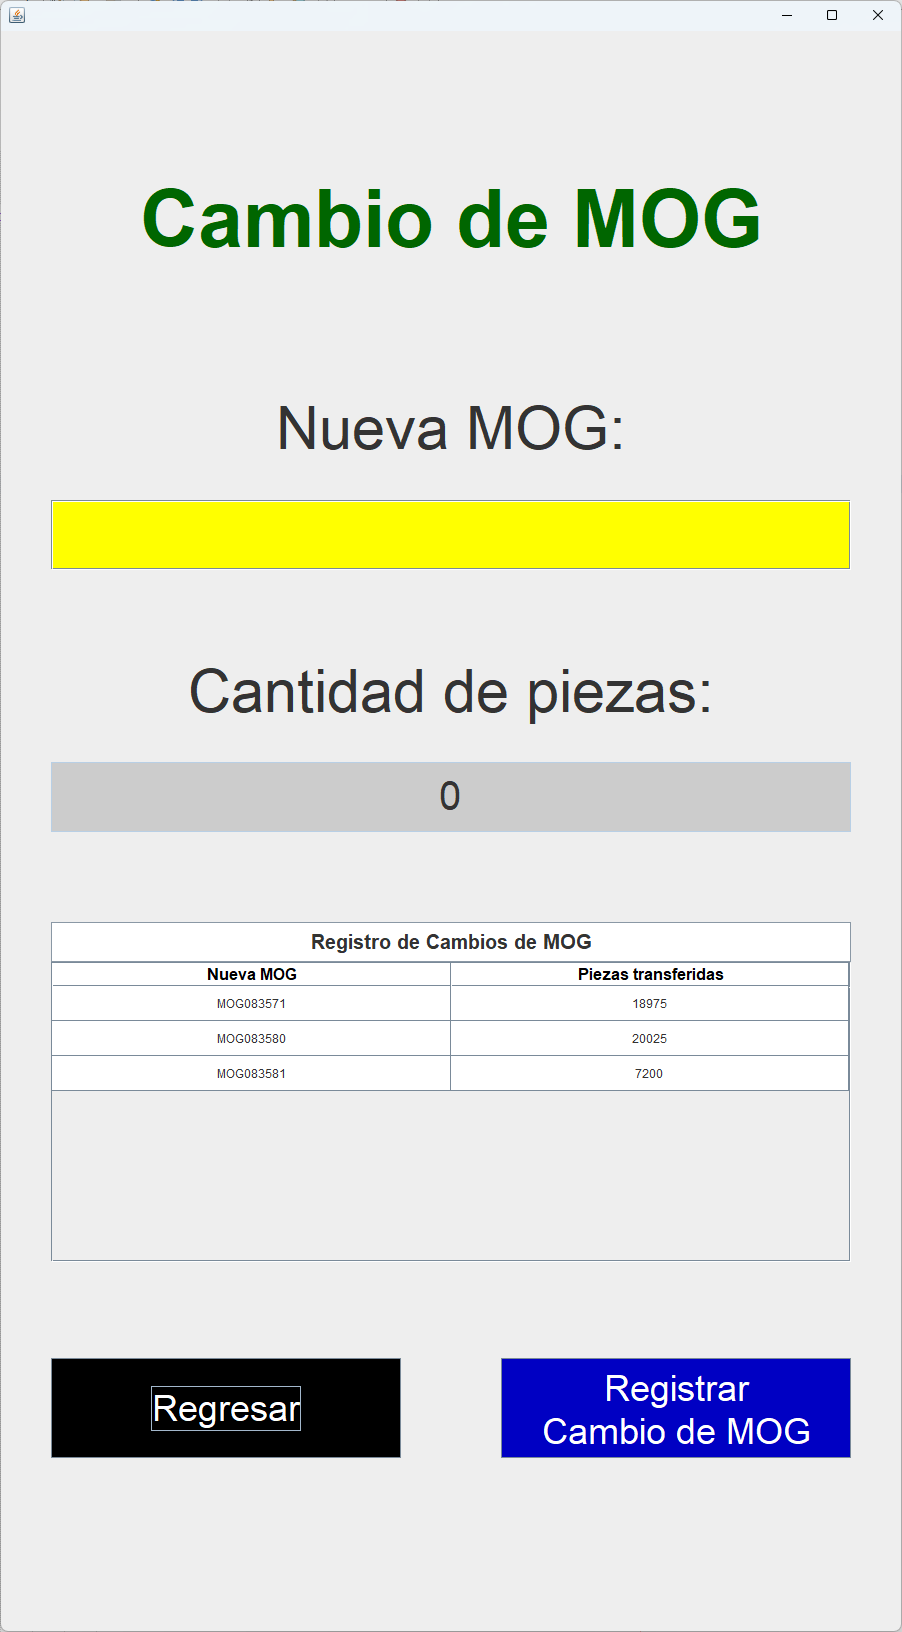 Cambio de MOG
Nueva MOG:
Cantidad de piezas:
0
Registro de Cambios de MOG
Nueva MOG Piezas transferidas
MOG083571 18975
MOG083580 20025
MOG083581 7200
Regresar
Registrar
Cambio de MOG